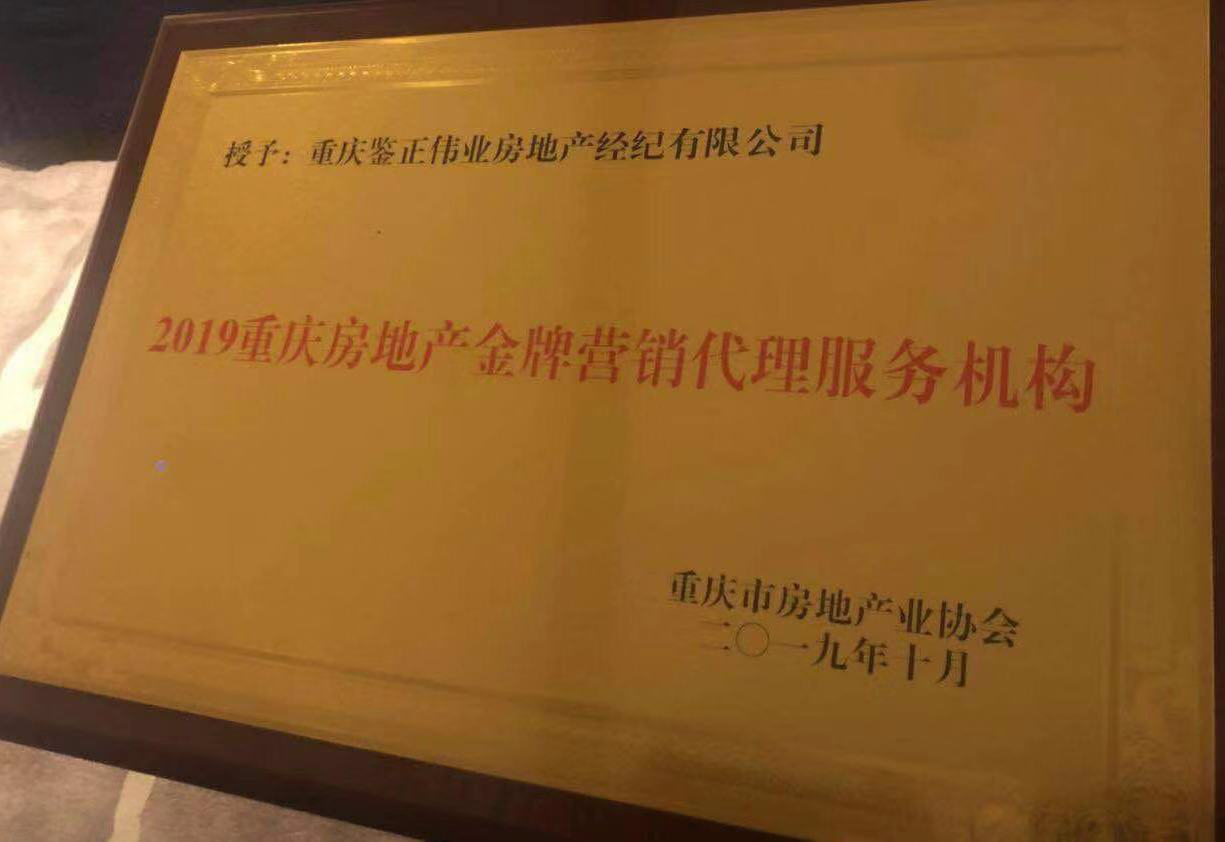 授予：重庆鉴正伟业房地产经纪有限公司
2019重庆房地产金牌营销代理服务机构
重庆市房地产业协会
二〇一九年十月